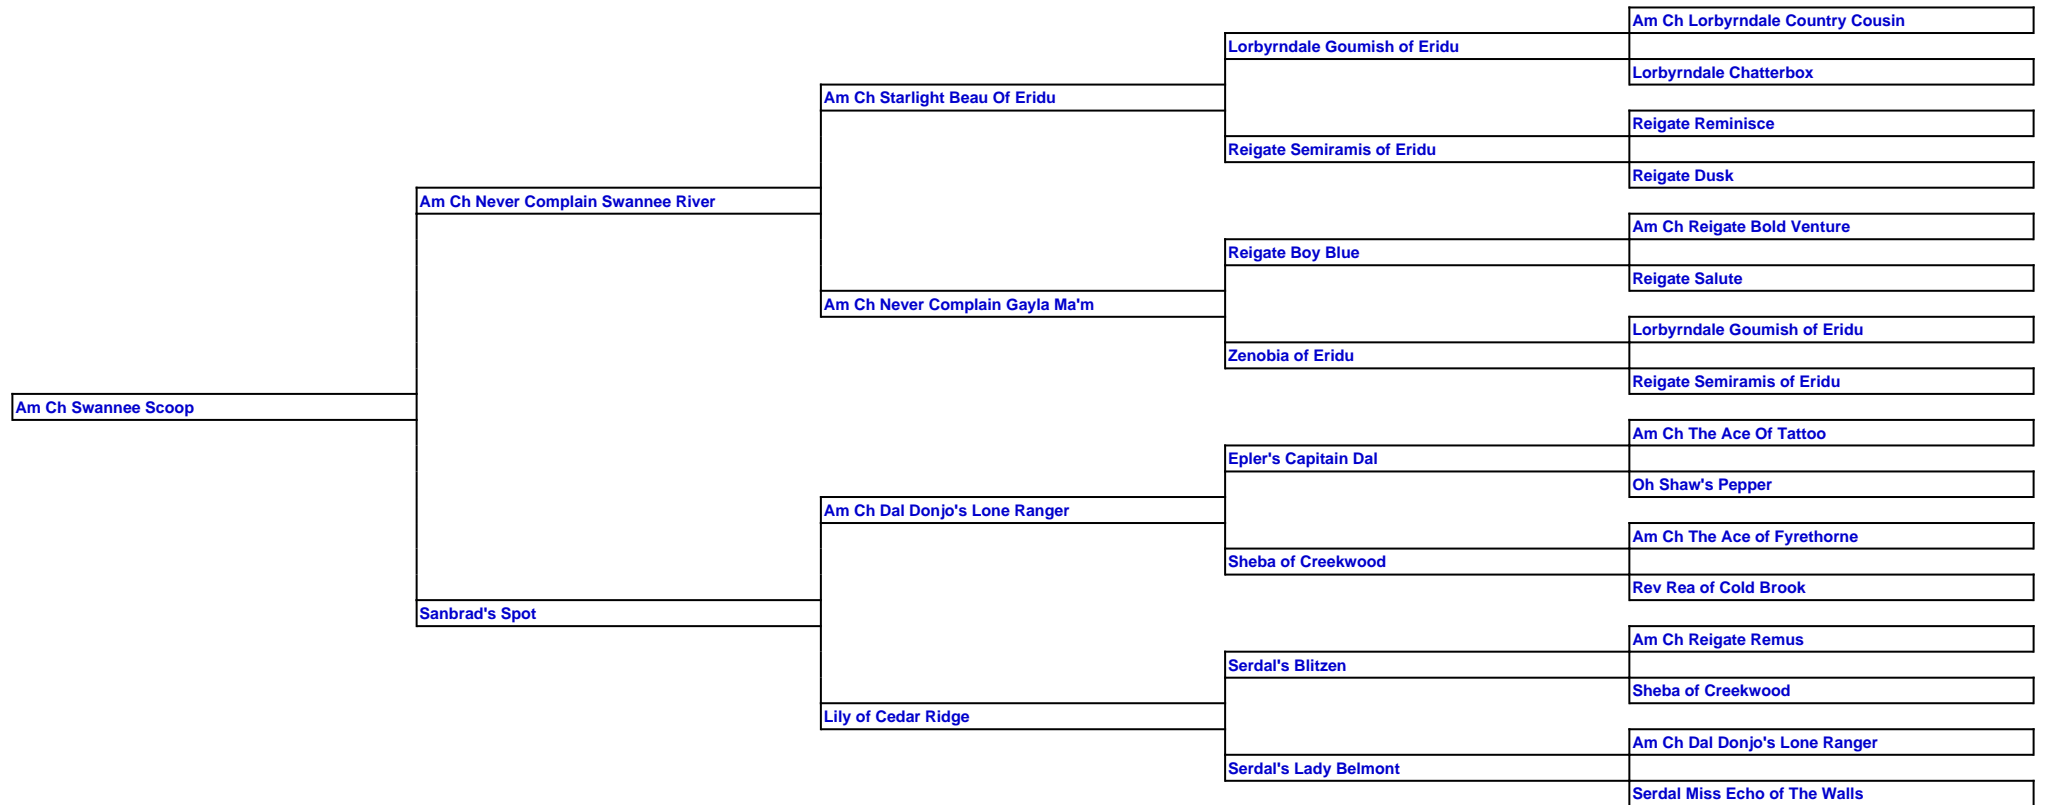 Am Ch Lorbyrndale Country Cousin
Lorbyrndale Goumish of Eridu
Lorbyrndale Chatterbox
Am Ch Starlight Beau Of Eridu
Reigate Reminisce
Reigate Semiramis of Eridu
Reigate Dusk
Am Ch Never Complain Swannee River
Am Ch Reigate Bold Venture
Reigate Boy Blue
Reigate Salute
Am Ch Never Complain Gayla Ma'm
Lorbyrndale Goumish of Eridu
Zenobia of Eridu
Reigate Semiramis of Eridu
Am Ch Swannee Scoop
Am Ch The Ace Of Tattoo
Epler's Capitain Dal
Oh Shaw's Pepper
Am Ch Dal Donjo's Lone Ranger
Am Ch The Ace of Fyrethorne
Sheba of Creekwood
Rev Rea of Cold Brook
Sanbrad's Spot
Am Ch Reigate Remus
Serdal's Blitzen
Sheba of Creekwood
Lily of Cedar Ridge
Am Ch Dal Donjo's Lone Ranger
Serdal's Lady Belmont
Serdal Miss Echo of The Walls